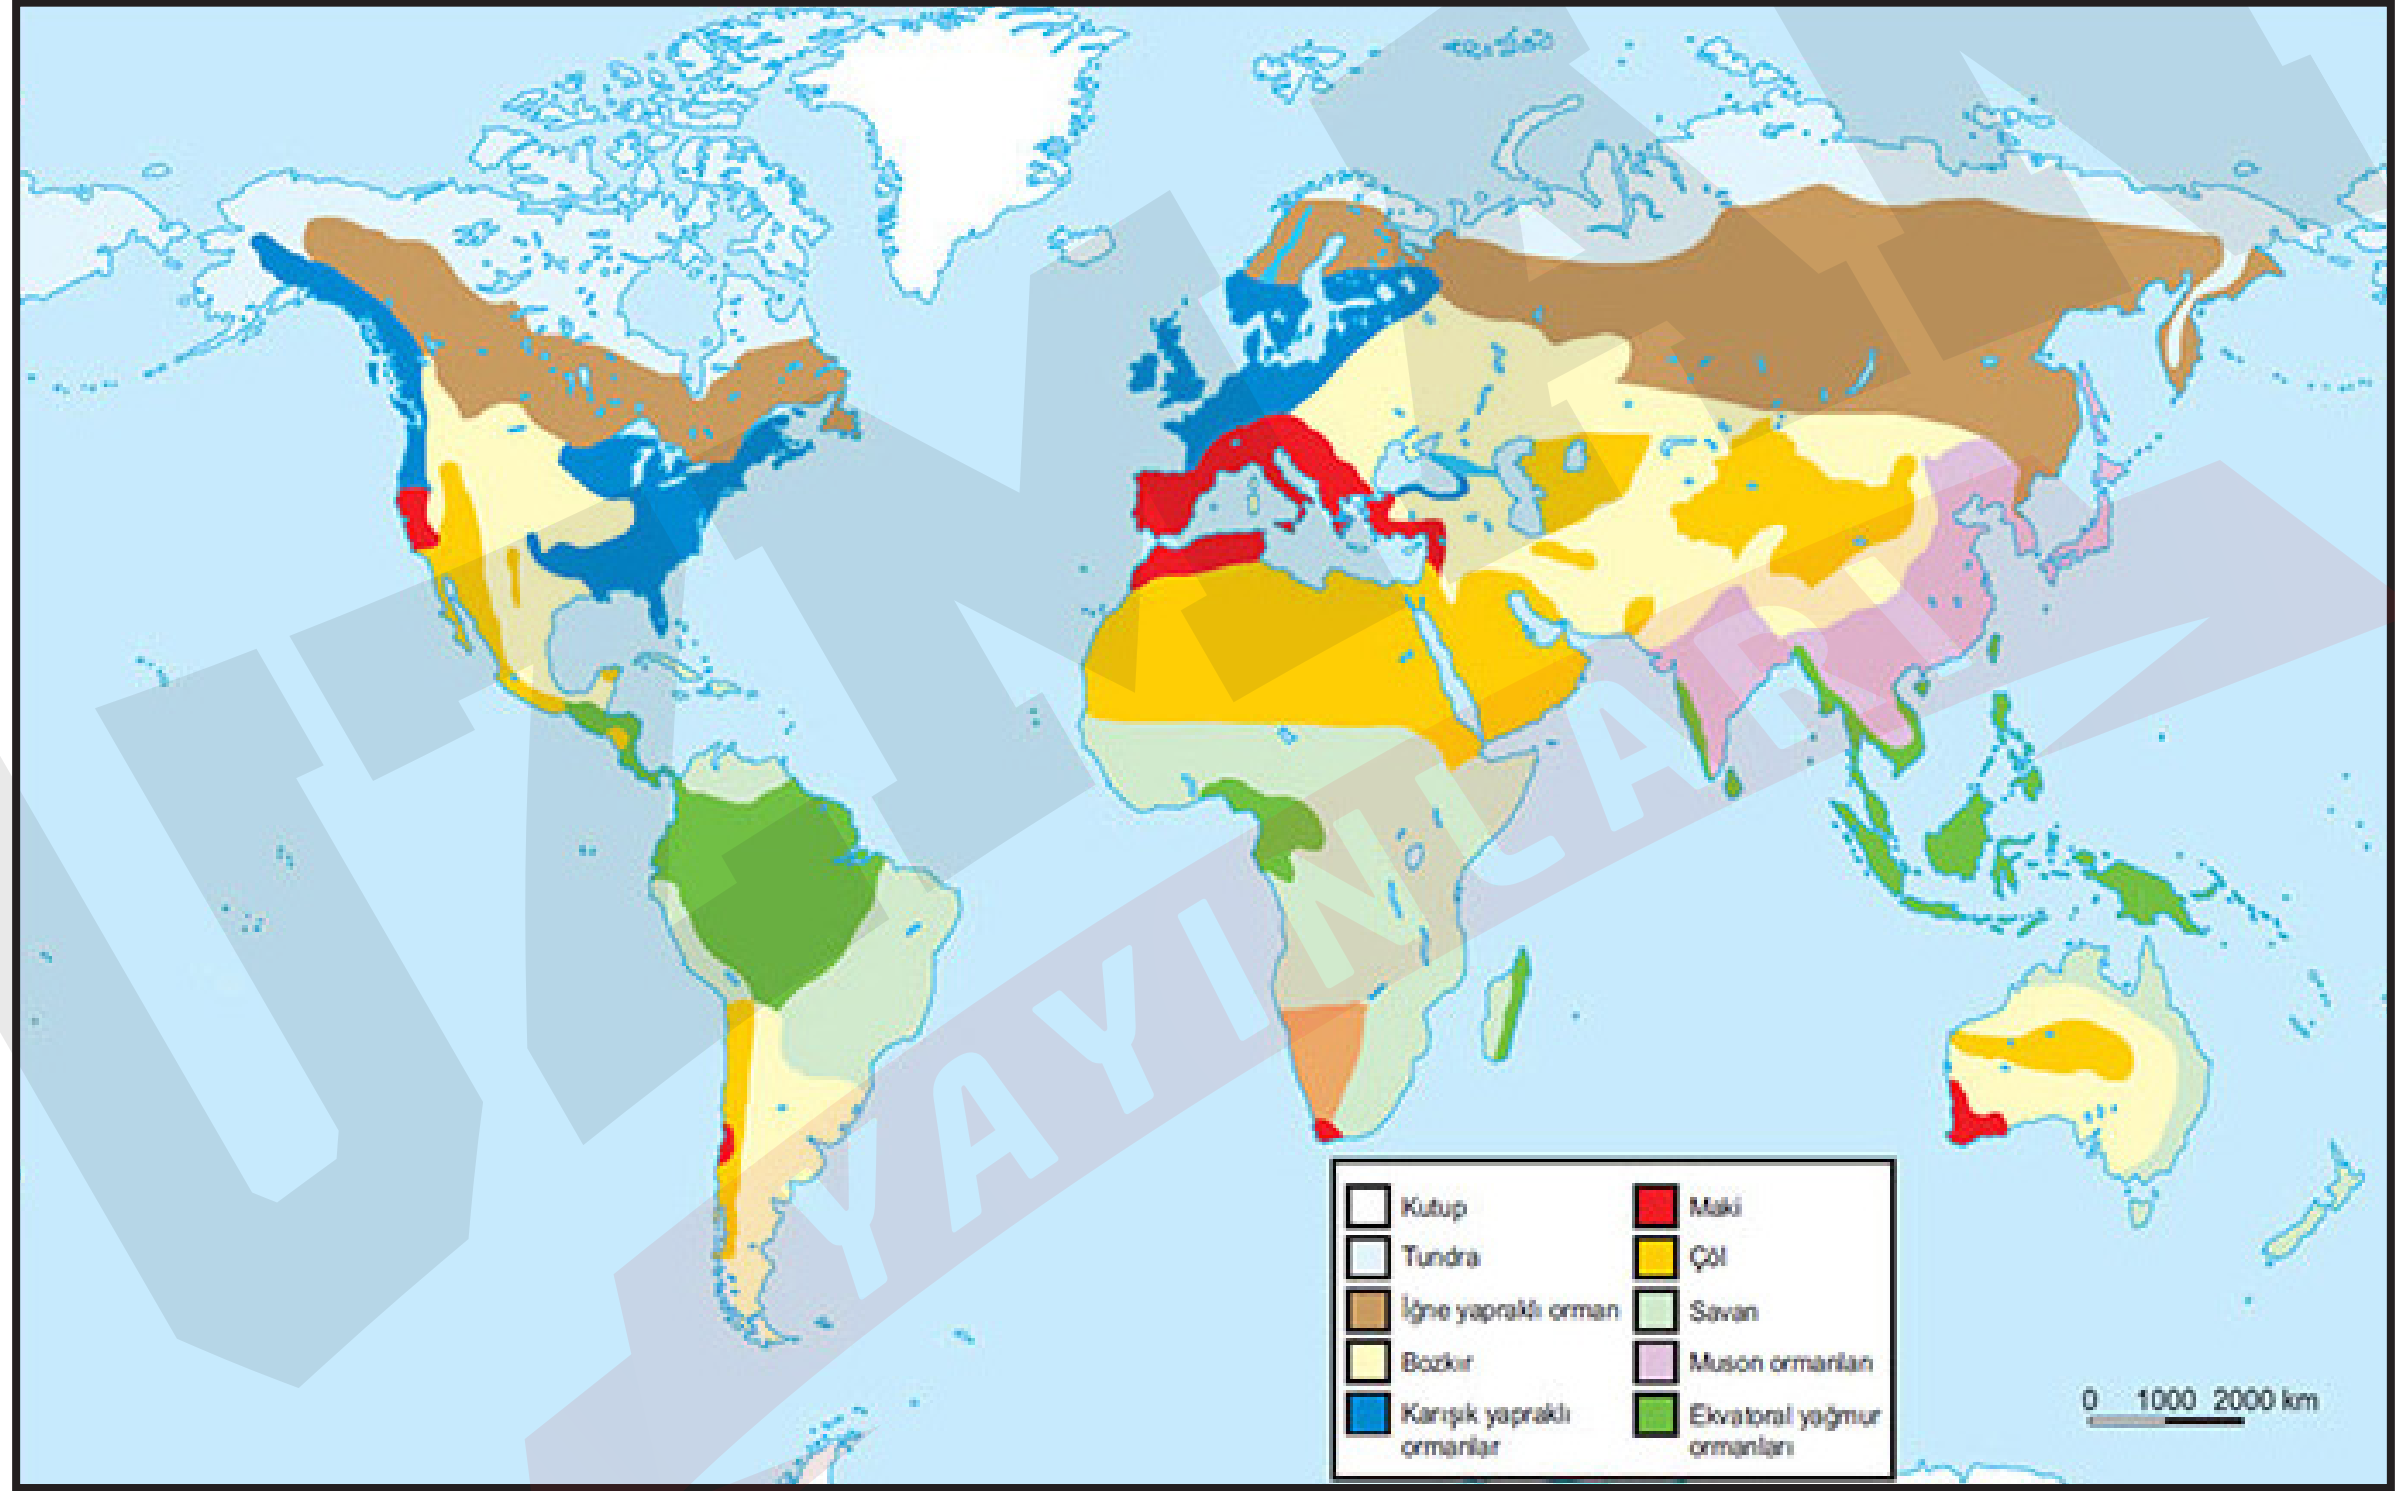 UZMAN
YAYINLARI
Kutup
Tundra
İğne yapraklı orman
Bozkır
Karışık yapraklı
ormanlar
Maki
Çöl
Savan
Muson ormanları
Ekvatoral yağmur
ormanları
0 1000 2000 km